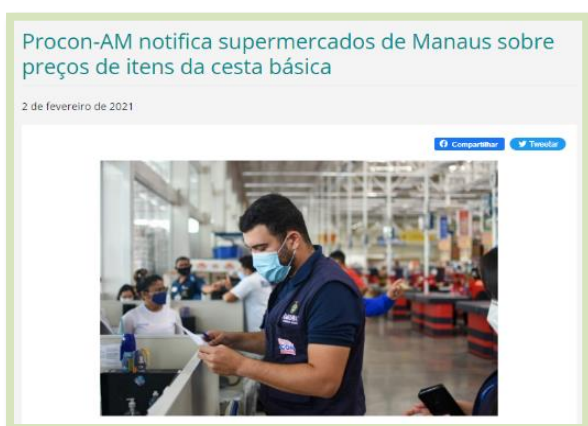 Procon-AM notifica supermercados de Manaus sobre
preços de itens da cesta básica
2 de fevereiro de 2021
Compartilhar
Tweetar